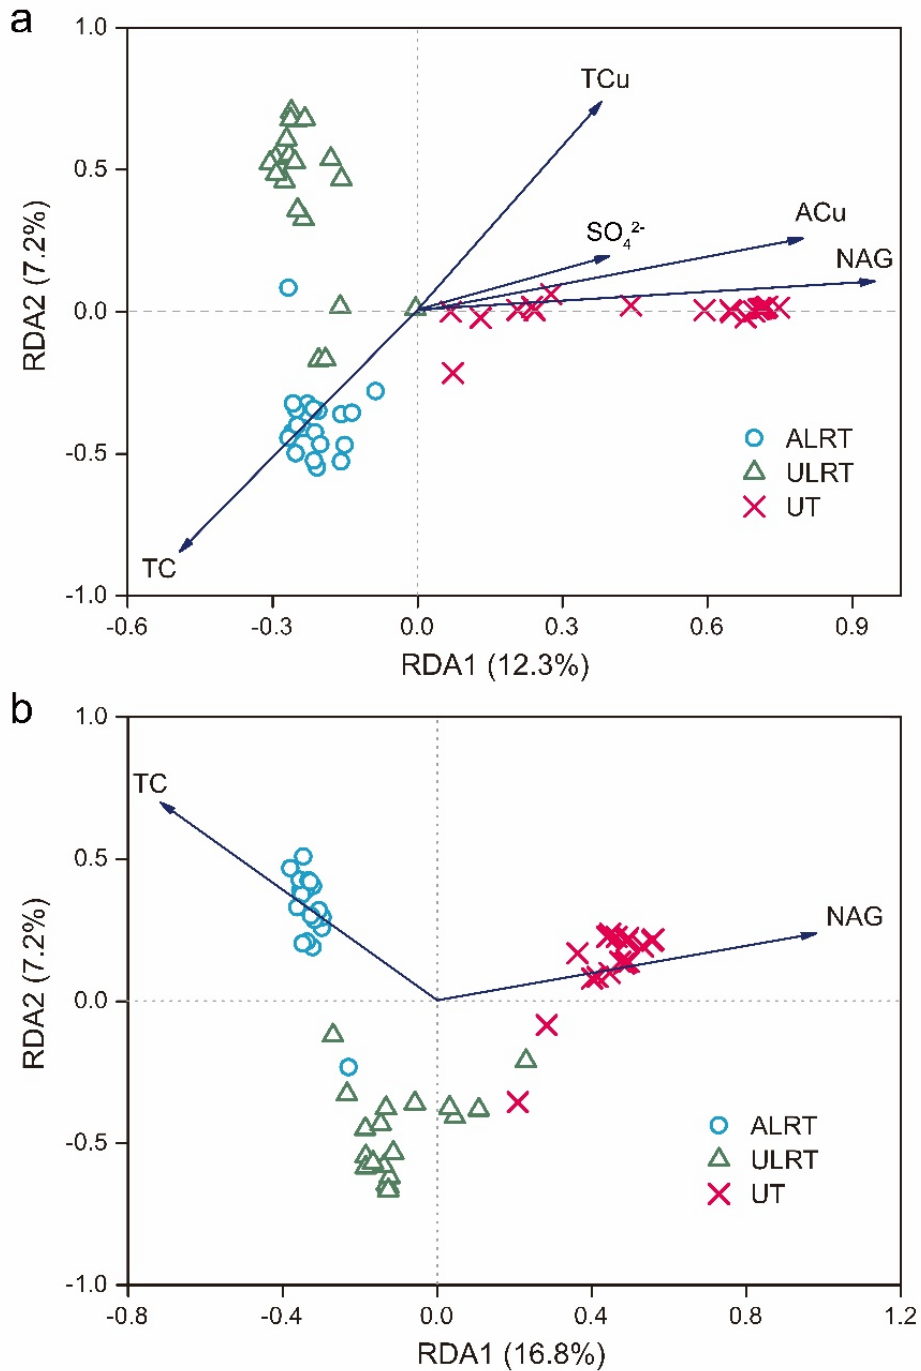 a
1.0
0.5
0.0
-0.5
-1.0
RDA2 (7.2%)
TCu
SO₄²⁻
ACu
NAG
TC
ALRT
ULRT
UT
-0.6 -0.3 0.0 0.3 0.6 0.9
RDA1 (12.3%)
b
1.0
0.5
0.0
-0.5
-1.0
RDA2 (7.2%)
TC
NAG
ALRT
ULRT
UT
-0.8 -0.4 0.0 0.4 0.8 1.2
RDA1 (16.8%)